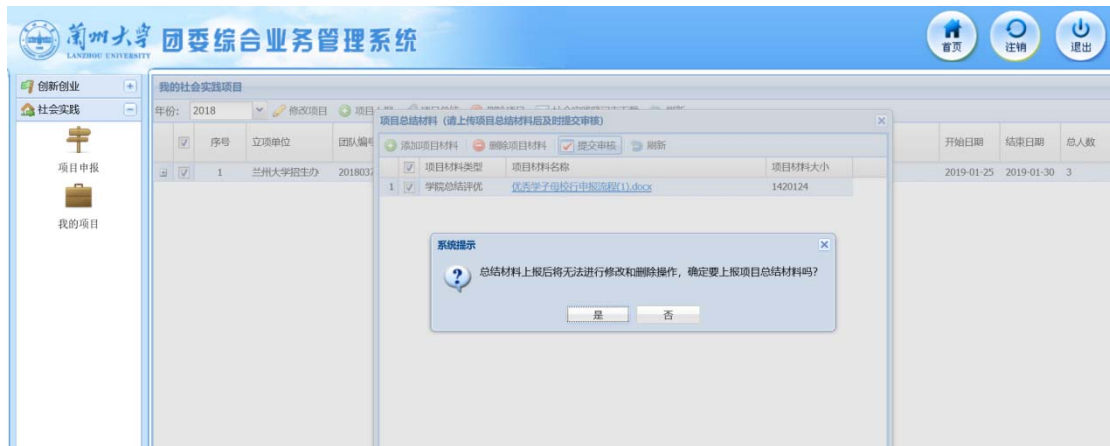 蘭州大学 团委综合业务管理系统
LANZHOU UNIVERSITY
首页 注销 退出
创新创业
社会实践
项目申报
我的项目
我的社会实践项目
年份: 2018 修改项目
序号 立项单位 团队编号 开始日期 结束日期 总人数
1 兰州大学招生办 2018037 2019-01-25 2019-01-30 3
项目总结材料（请上传项目总结材料后及时提交审核）
添加项目材料 删除项目材料 提交审核 刷新
项目材料类型 项目材料名称 项目材料大小
1 学院总结评优 优秀学子母校行申报流程(1).docx 1420124
系统提示
总结材料上报后将无法进行修改和删除操作，确定要上报项目总结材料吗?
是 否